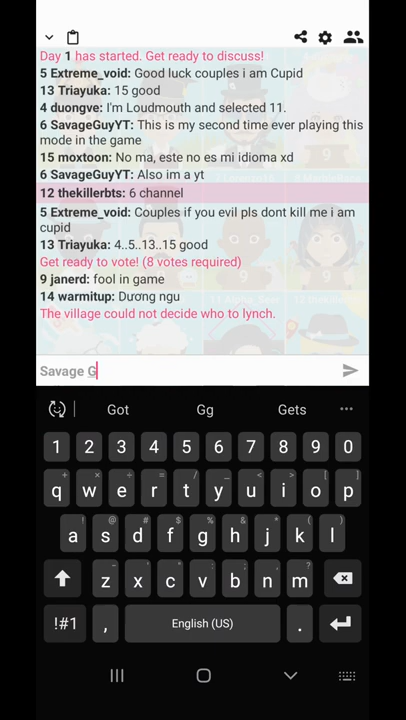 Day 1 has started. Get ready to discuss!
5 Extreme_void: Good luck couples i am Cupid
13 Triayuka: 15 good
4 duongve: I'm Loudmouth and selected 11.
6 SavageGuyYT: This is my second time ever playing this
mode in the game
15 moxtoon: No ma, este no es mi idioma xd
6 SavageGuyYT: Also im a yt
12 thekillerbts: 6 channel
5 Extreme_void: Couples if you evil pls dont kill me i am
cupid
13 Triayuka: 4..5..13..15 good
Get ready to vote! (8 votes required)
9 janerd: fool in game
14 warmitup: Dương ngu
The village could not decide who to lynch.
Savage G
Got Gg Gets
1 2 3 4 5 6 7 8 9 0
q w e r t y u i o p
a s d f g h j k l
z x c v b n m
!#1 , English (US) .